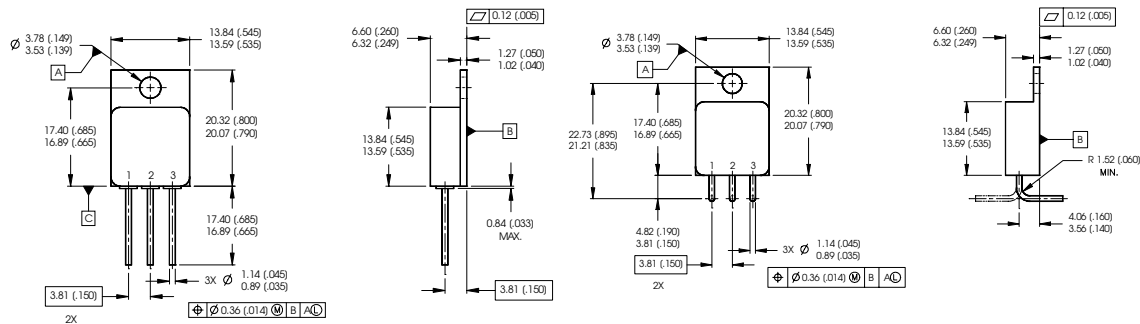 ⌀ 3.78 (.149)
3.53 (.139)
A
13.84 (.545)
13.59 (.535)
17.40 (.685)
16.89 (.665)
20.32 (.800)
20.07 (.790)
1 2 3
C
17.40 (.685)
16.89 (.665)
3X ⌀ 1.14 (.045)
0.89 (.035)
3.81 (.150)
2X
⌖ ⌀ 0.36 (.014) Ⓜ B A Ⓛ
⏥ 0.12 (.005)
6.60 (.260)
6.32 (.249)
1.27 (.050)
1.02 (.040)
13.84 (.545)
13.59 (.535)
B
0.84 (.033)
MAX.
3.81 (.150)
⌀ 3.78 (.149)
3.53 (.139)
A
13.84 (.545)
13.59 (.535)
22.73 (.895)
21.21 (.835)
17.40 (.685)
16.89 (.665)
20.32 (.800)
20.07 (.790)
1 2 3
4.82 (.190)
3.81 (.150)
3X ⌀ 1.14 (.045)
0.89 (.035)
3.81 (.150)
2X
⌖ ⌀ 0.36 (.014) Ⓜ B A Ⓛ
⏥ 0.12 (.005)
6.60 (.260)
6.32 (.249)
1.27 (.050)
1.02 (.040)
13.84 (.545)
13.59 (.535)
B
R 1.52 (.060)
MIN.
4.06 (.160)
3.56 (.140)